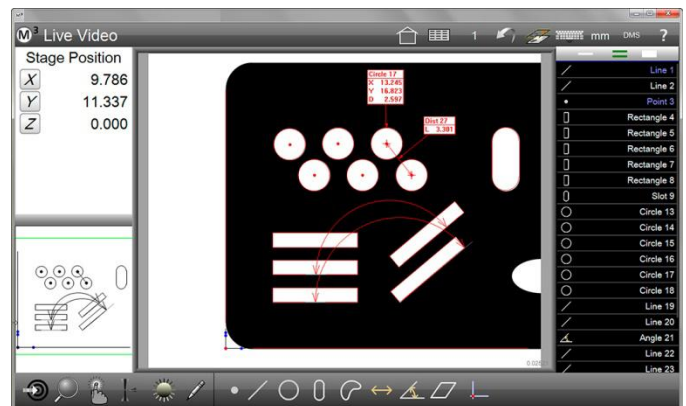 M³ Live Video
1 mm DMS ?
Stage Position
X 9.786
Y 11.337
Z 0.000
Circle 17
X 13.245
Y 16.823
D 2.597
Dist 27
L 3.381
Line 1
Line 2
Point 3
Rectangle 4
Rectangle 5
Rectangle 6
Rectangle 7
Rectangle 8
Slot 9
Circle 13
Circle 14
Circle 15
Circle 16
Circle 17
Circle 18
Line 19
Line 20
Angle 21
Line 22
Line 23